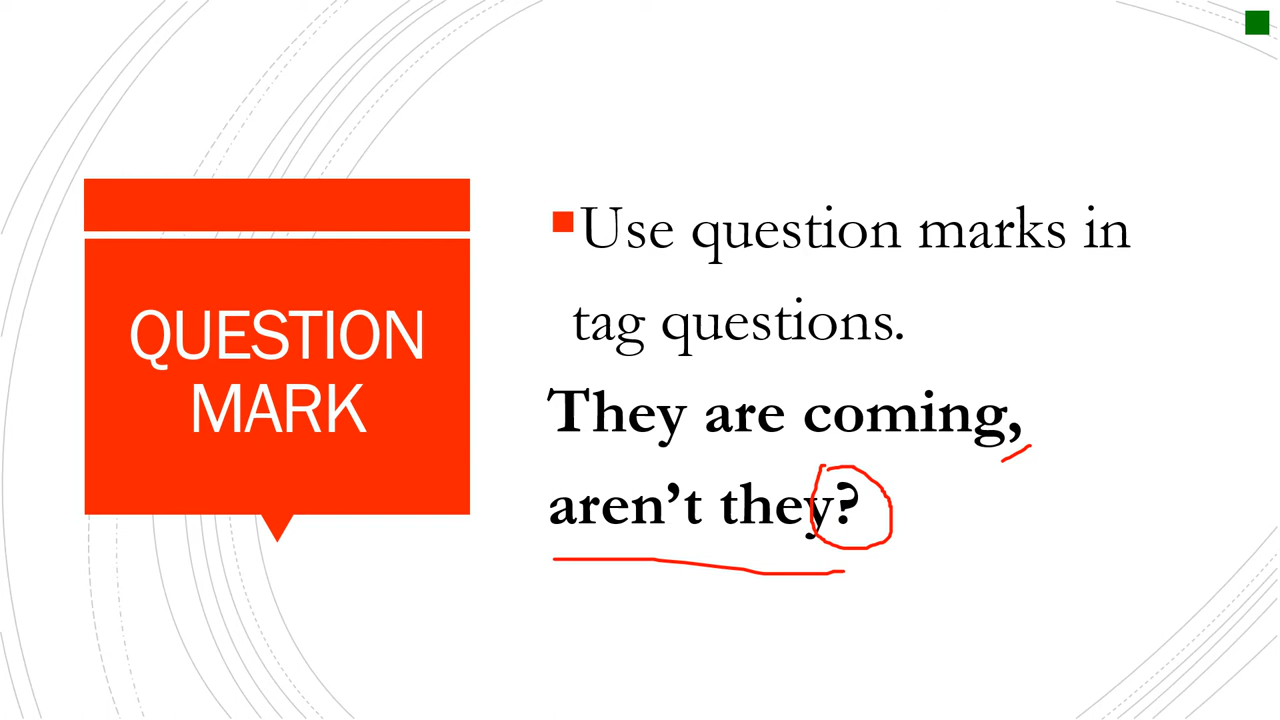 QUESTION
MARK
Use question marks in
tag questions.
They are coming,
aren’t they?